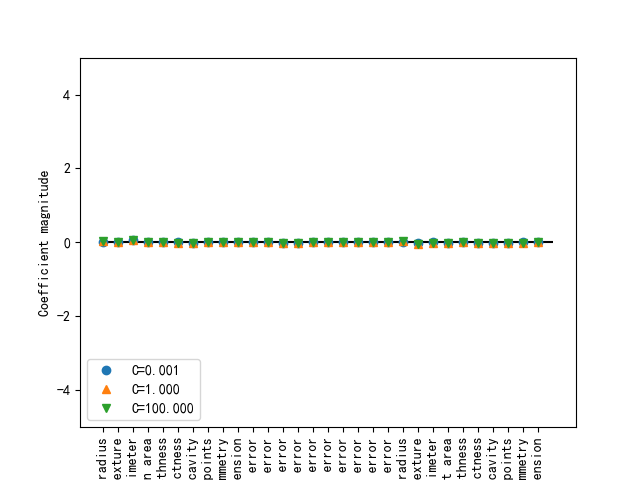 Coefficient magnitude
4
2
0
−2
−4
C=0.001
C=1.000
C=100.000
radius
exture
imeter
n area
thness
ctness
cavity
points
mmetry
ension
error
error
error
error
error
error
error
error
error
error
radius
exture
imeter
t area
thness
ctness
cavity
points
mmetry
ension